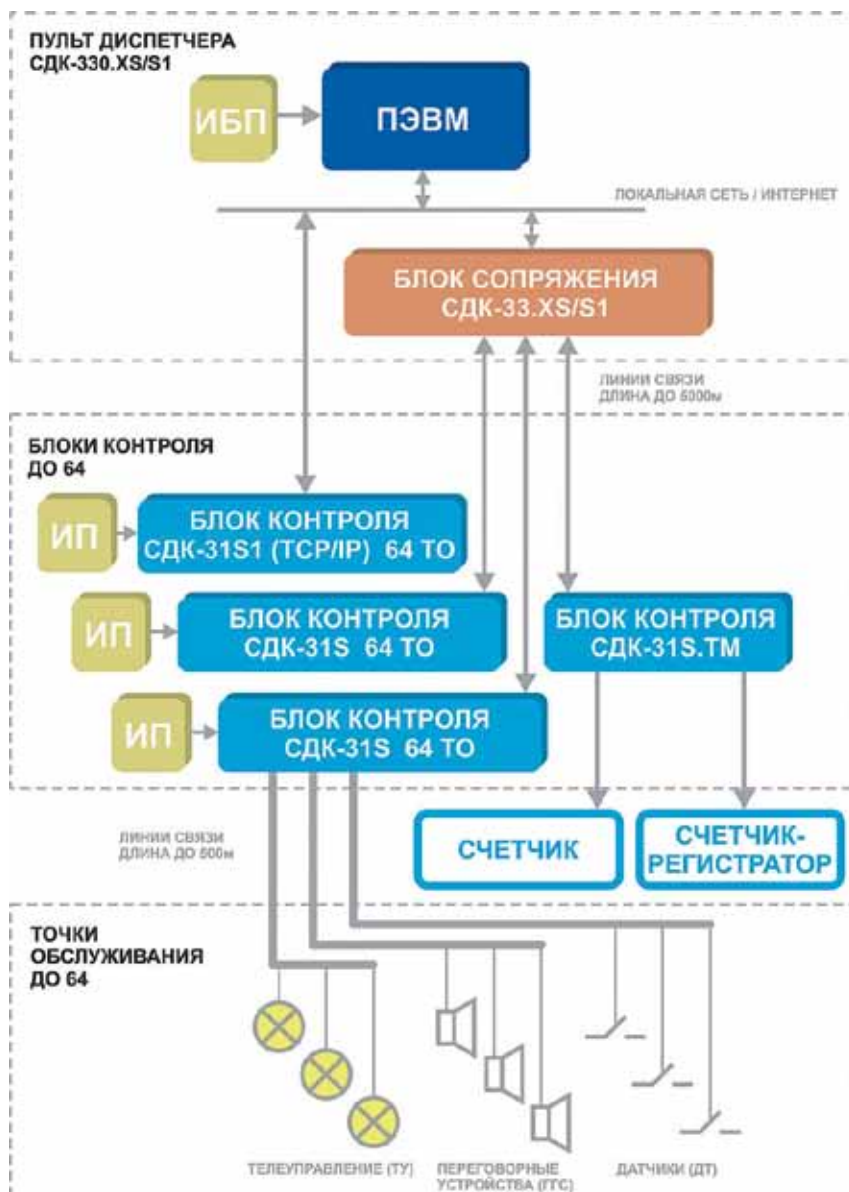 ПУЛЬТ ДИСПЕТЧЕРА
СДК-330.XS/S1
ИБП
ПЭВМ
ЛОКАЛЬНАЯ СЕТЬ / ИНТЕРНЕТ
БЛОК СОПРЯЖЕНИЯ
СДК-33.XS/S1
ЛИНИИ СВЯЗИ
ДЛИНА ДО 5000м
БЛОКИ КОНТРОЛЯ
ДО 64
ИП
БЛОК КОНТРОЛЯ
СДК-31S1 (TCP/IP) 64 ТО
ИП
БЛОК КОНТРОЛЯ
СДК-31S 64 ТО
БЛОК КОНТРОЛЯ
СДК-31S.TM
ИП
БЛОК КОНТРОЛЯ
СДК-31S 64 ТО
ЛИНИИ СВЯЗИ
ДЛИНА ДО 500м
СЧЕТЧИК
СЧЕТЧИК-
РЕГИСТРАТОР
ТОЧКИ
ОБСЛУЖИВАНИЯ
ДО 64
ТЕЛЕУПРАВЛЕНИЕ (ТУ)
ПЕРЕГОВОРНЫЕ
УСТРОЙСТВА (ГГС)
ДАТЧИКИ (ДТ)